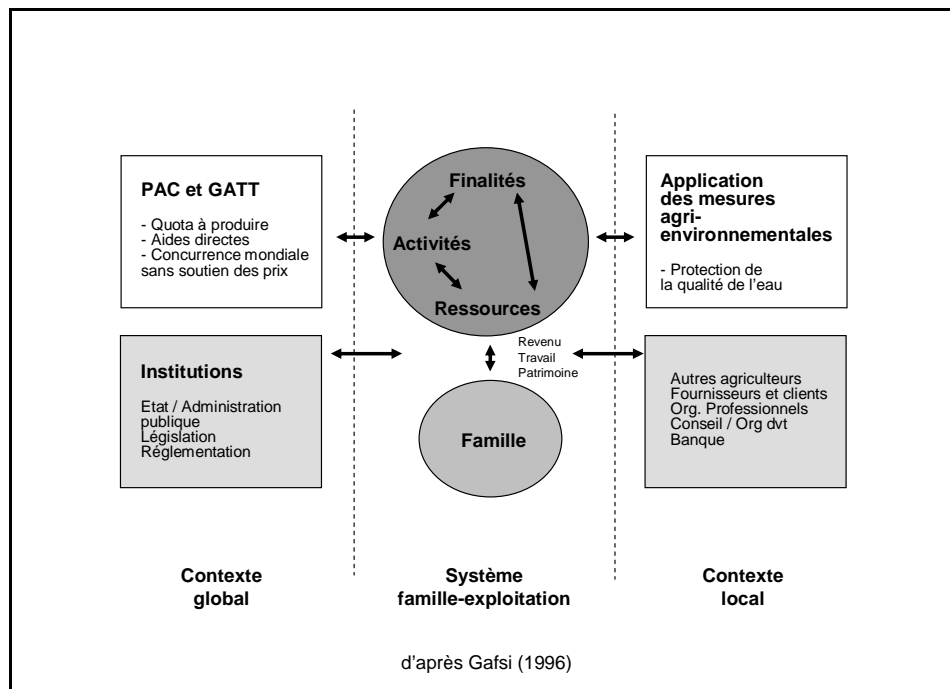 PAC et GATT
- Quota à produire
- Aides directes
- Concurrence mondiale
sans soutien des prix
Finalités
Activités
Ressources
Application
des mesures
agri-
environnementales
- Protection de
la qualité de l'eau
Institutions
Etat / Administration
publique
Législation
Réglementation
Revenu
Travail
Patrimoine
Famille
Autres agriculteurs
Fournisseurs et clients
Org. Professionnels
Conseil / Org dvt
Banque
Contexte
global
Système
famille-exploitation
Contexte
local
d'après Gafsi (1996)